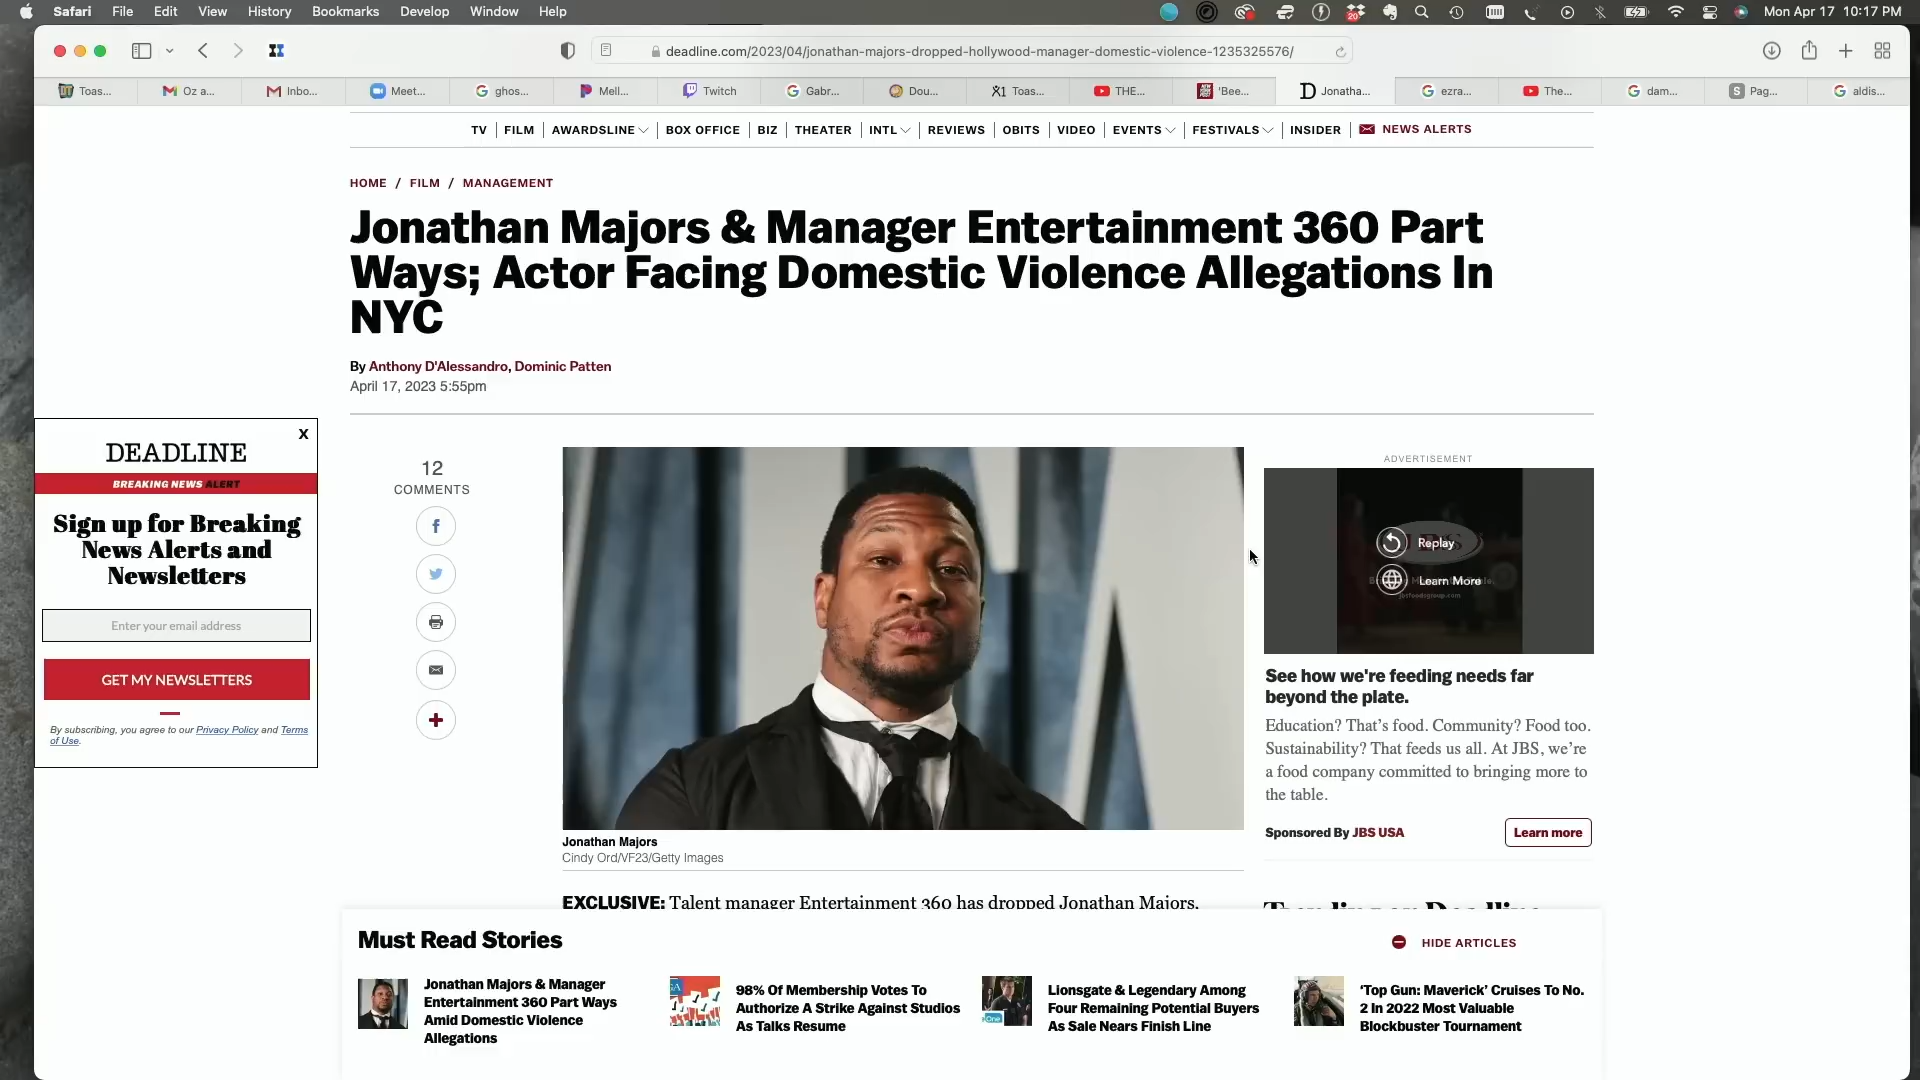 Safari File Edit View History Bookmarks Develop Window Help
20
Mon Apr 17 10:17 PM
deadline.com/2023/04/jonathan-majors-dropped-hollywood-manager-domestic-violence-1235325576/
Toas... Oz a... Inbo... Meet... ghos... Mell... Twitch Gabr... Dou... Toas... THE... 'Bee... Jonatha... ezra... The... dam... Pag... aldis...
TV FILM AWARDSLINE BOX OFFICE BIZ THEATER INTL REVIEWS OBITS VIDEO EVENTS FESTIVALS INSIDER NEWS ALERTS
HOME / FILM / MANAGEMENT
Jonathan Majors & Manager Entertainment 360 Part
Ways; Actor Facing Domestic Violence Allegations In
NYC
By Anthony D'Alessandro, Dominic Patten
April 17, 2023 5:55pm
X
DEADLINE
BREAKING NEWS ALERT
Sign up for Breaking
News Alerts and
Newsletters
Enter your email address
GET MY NEWSLETTERS
By subscribing, you agree to our Privacy Policy and Terms
of Use.
12
COMMENTS
Jonathan Majors
Cindy Ord/VF23/Getty Images
EXCLUSIVE: Talent manager Entertainment 360 has dropped Jonathan Majors,
ADVERTISEMENT
Replay
Learn More
See how we're feeding needs far
beyond the plate.
Education? That's food. Community? Food too.
Sustainability? That feeds us all. At JBS, we're
a food company committed to bringing more to
the table.
Sponsored By JBS USA
Learn more
Trending on Deadline
Must Read Stories
HIDE ARTICLES
Jonathan Majors & Manager
Entertainment 360 Part Ways
Amid Domestic Violence
Allegations
98% Of Membership Votes To
Authorize A Strike Against Studios
As Talks Resume
Lionsgate & Legendary Among
Four Remaining Potential Buyers
As Sale Nears Finish Line
'Top Gun: Maverick' Cruises To No.
2 In 2022 Most Valuable
Blockbuster Tournament